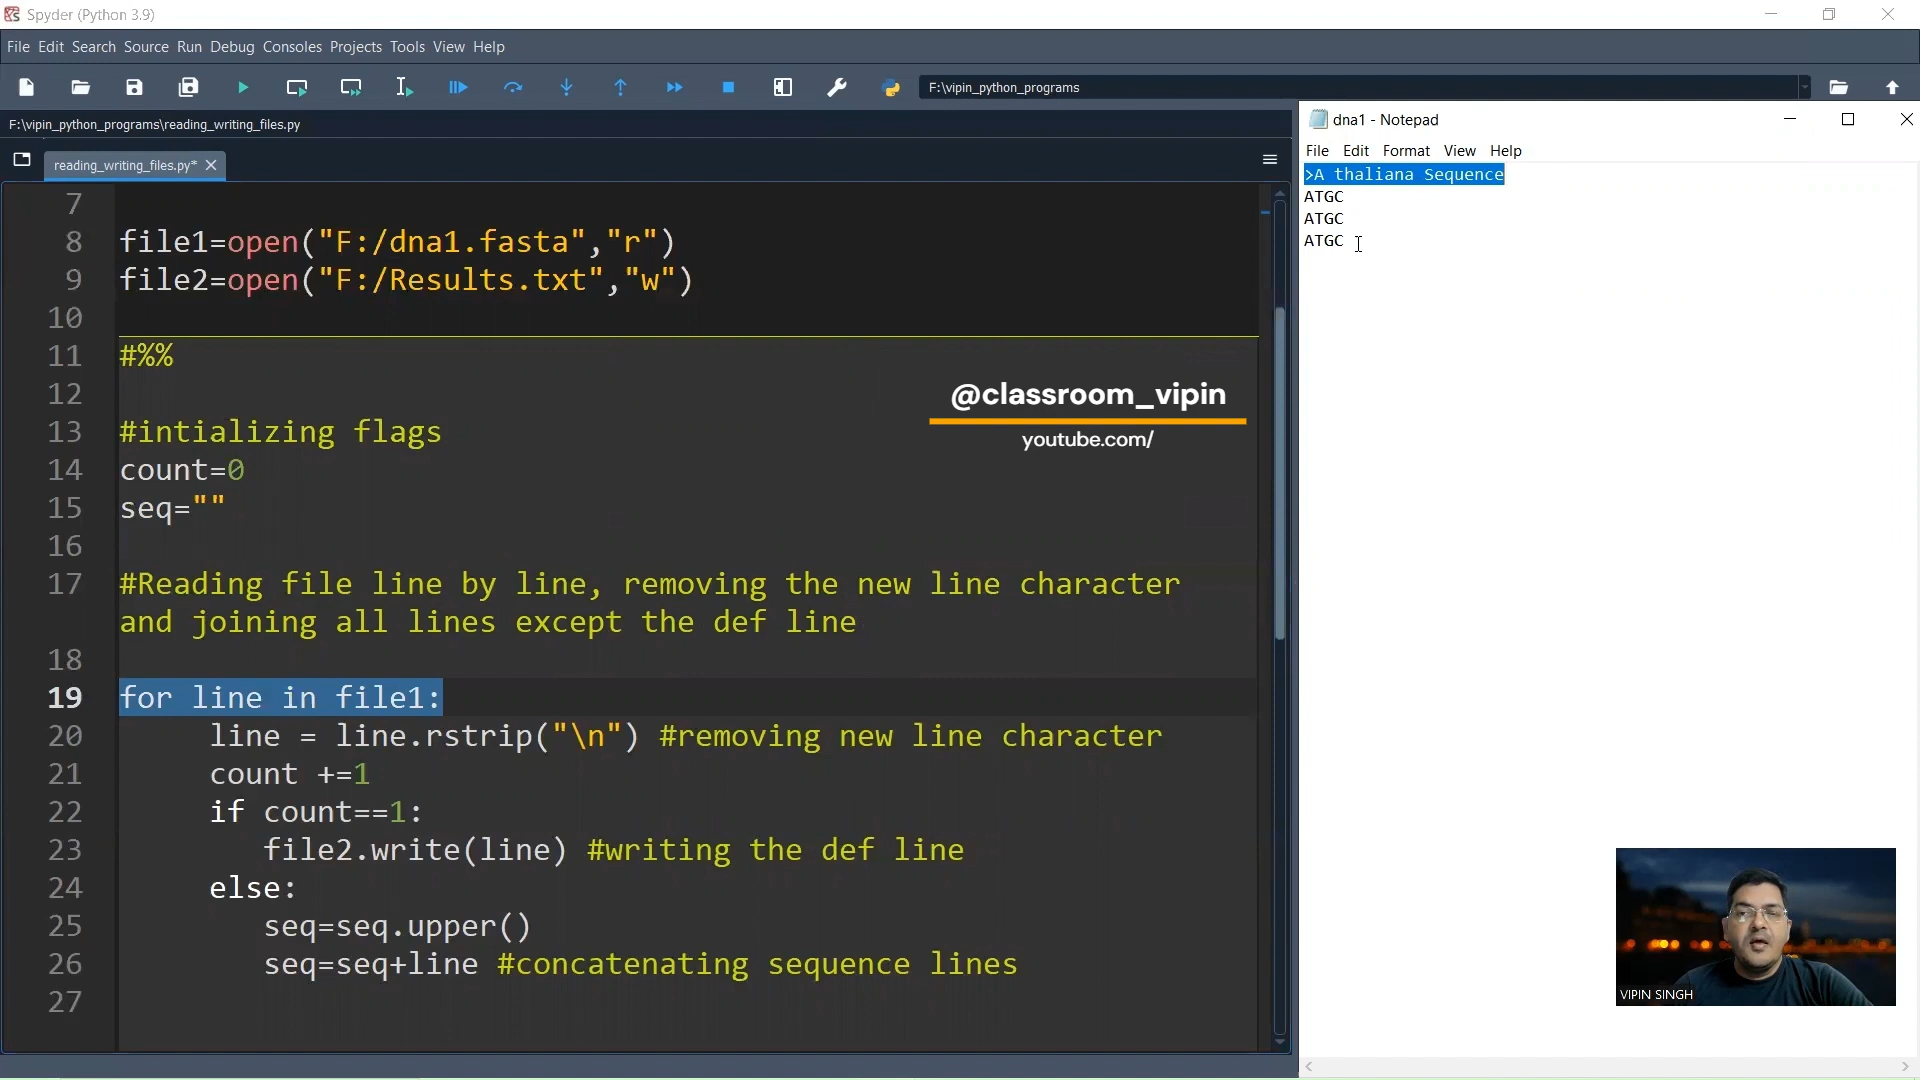 Spyder (Python 3.9)
File Edit Search Source Run Debug Consoles Projects Tools View Help
F:\vipin_python_programs
F:\vipin_python_programs\reading_writing_files.py
reading_writing_files.py*
7
8 file1=open("F:/dna1.fasta","r")
9 file2=open("F:/Results.txt","w")
10
11 #%%
12
13 #intializing flags
14 count=0
15 seq=""
16
17 #Reading file line by line, removing the new line character
and joining all lines except the def line
18
19 for line in file1:
20 line = line.rstrip("\n") #removing new line character
21 count +=1
22 if count==1:
23 file2.write(line) #writing the def line
24 else:
25 seq=seq.upper()
26 seq=seq+line #concatenating sequence lines
27
@classroom_vipin
youtube.com/
dna1 - Notepad
File Edit Format View Help
>A thaliana Sequence
ATGC
ATGC
ATGC
VIPIN SINGH